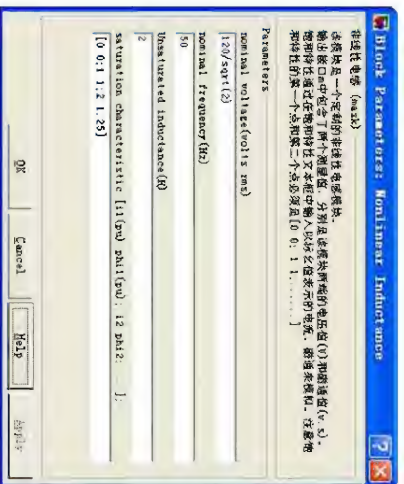 Block Parameters: Nonlinear Inductance
非线性电感 (mask)
该模块是一个定制的非线性电感模块.
输出接口m中包含了两个测量值, 分别是该模块两端的电压值(V)和磁通值(v.s).
饱和特性通过在饱和特性文本框中输入以标幺值表示的电流、磁通来模拟. 注意饱
和特性的第一个点和第二个点必须是[0 0; 1 1;......]
Parameters
nominal voltage(volts rms)
120/sqrt(2)
nominal frequency(Hz)
50
Unsaturated inductance(H)
2
saturation characteristic [i1(pu) phi1(pu); i2 phi2; ... ];
[0 0;1 1;2 1.25]
OK
Cancel
Help
Apply